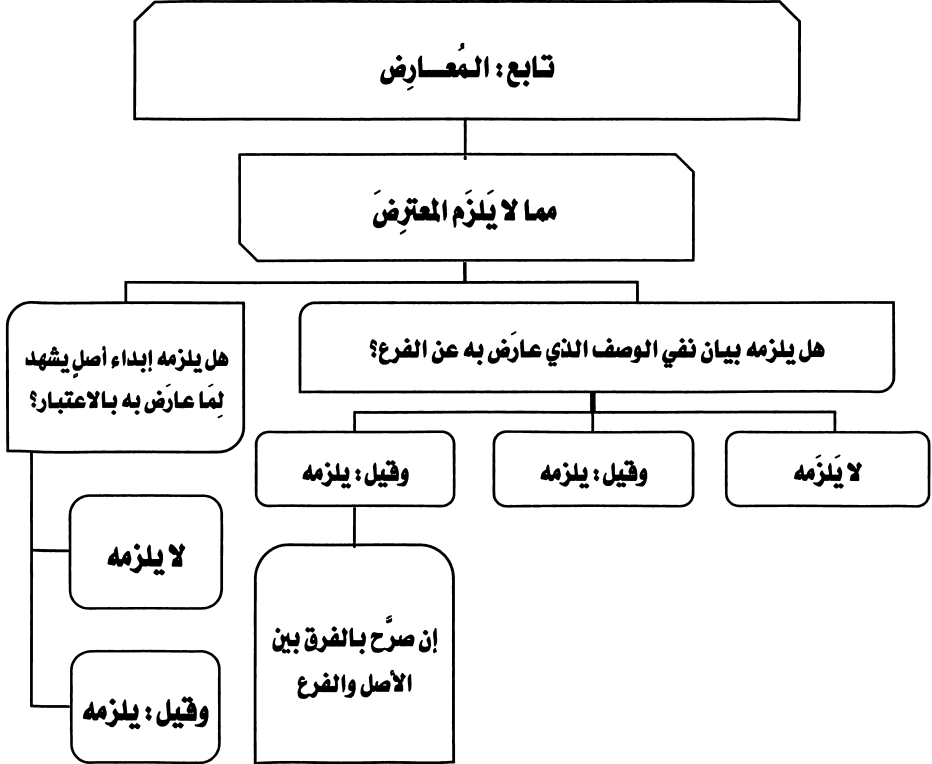 تابع: المُعـارِض
مما لا يَلزَم المعترِضَ
هل يلزمه بيان نفي الوصف الذي عارَض به عن الفرع؟
لا يَلزَمه
وقيل: يلزمه
وقيل: يلزمه
إن صرَّح بالفرق بين
الأصل والفرع
هل يلزمه إبداء أصلٍ يشهد
لِمَا عارَض به بالاعتبار؟
لا يلزمه
وقيل: يلزمه